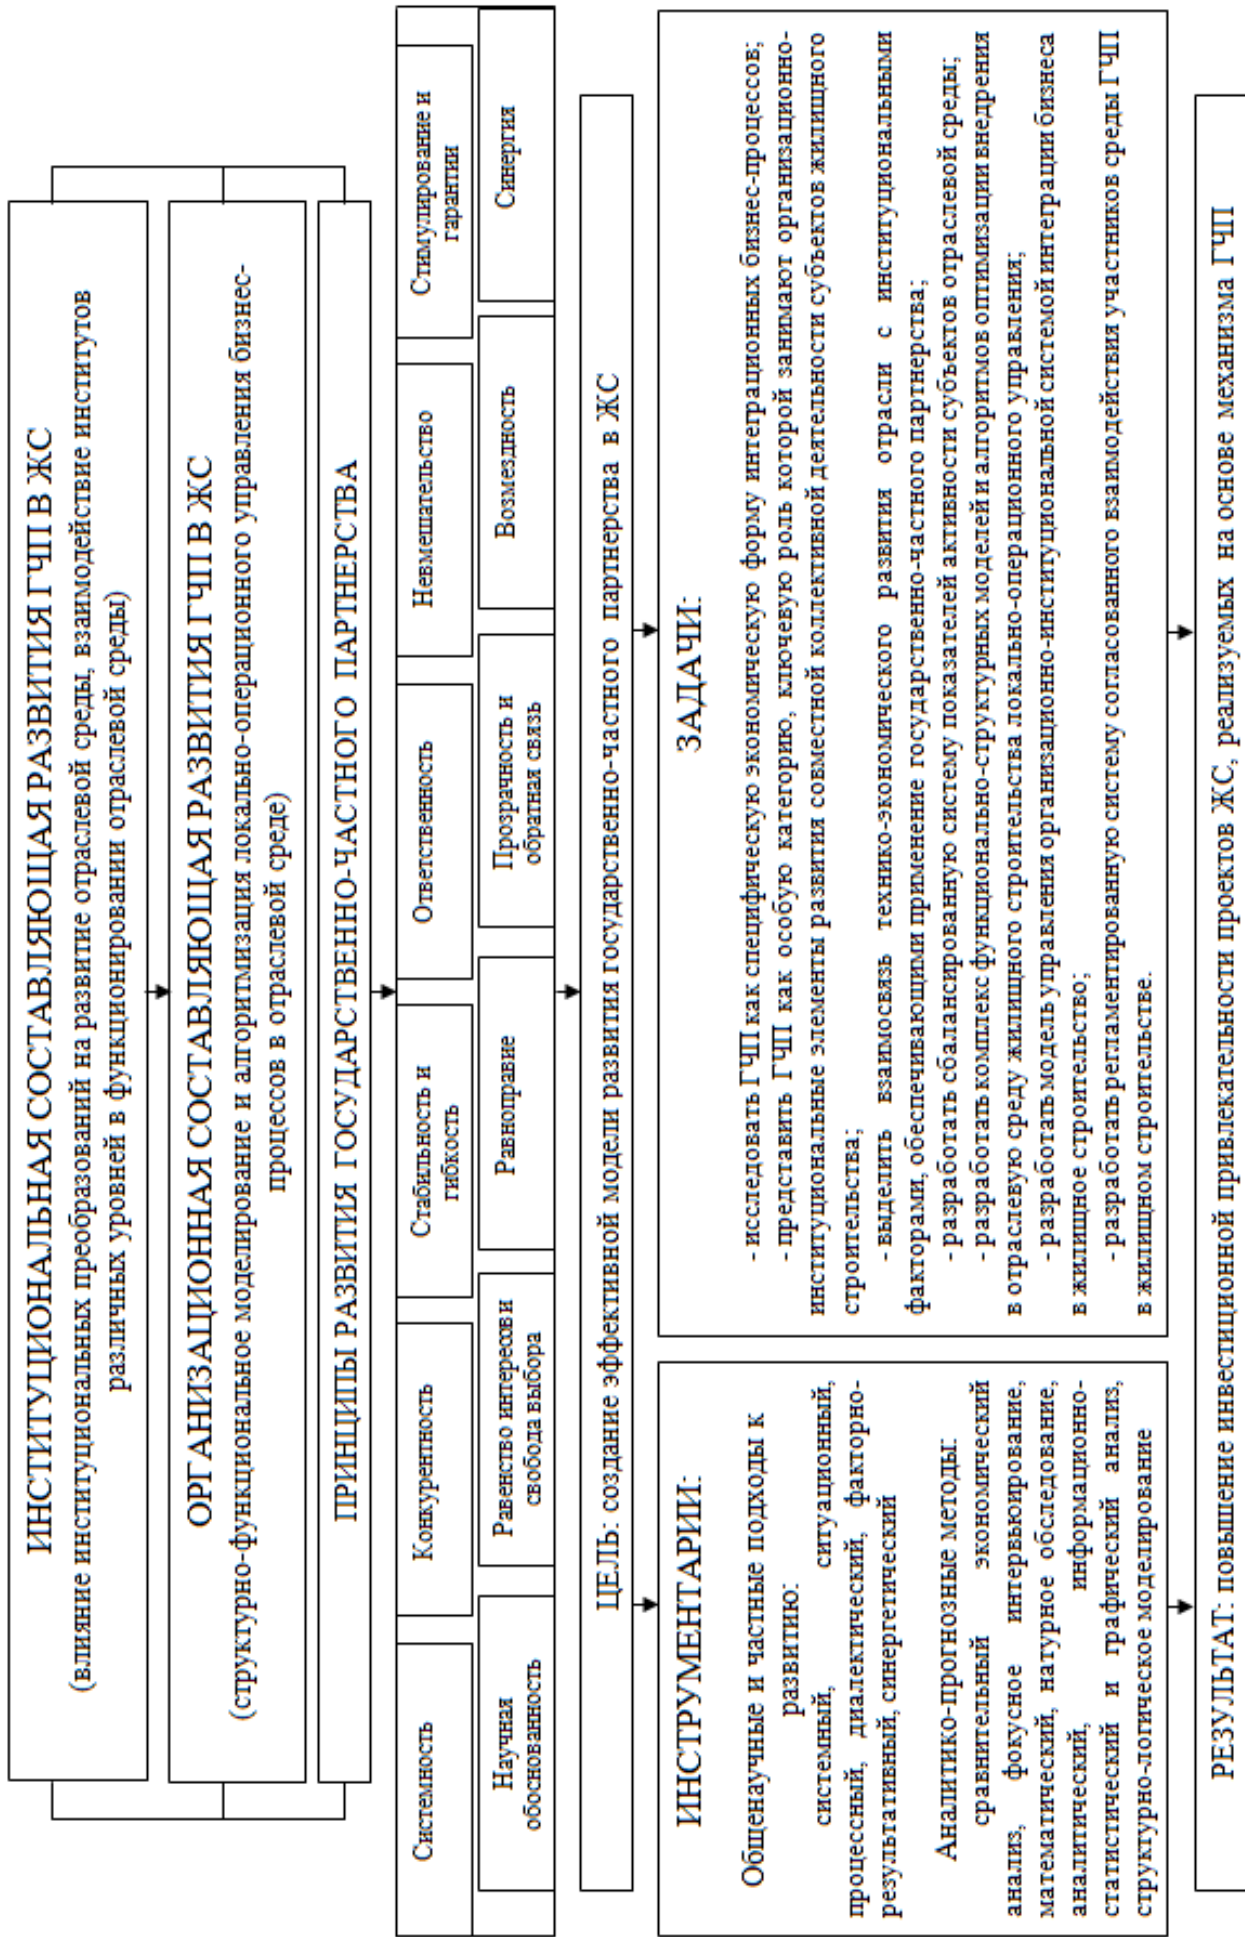 ИНСТИТУЦИОНАЛЬНАЯ СОСТАВЛЯЮЩАЯ РАЗВИТИЯ ГЧП В ЖС
(влияние институциональных преобразований на развитие отраслевой среды, взаимодействие институтов
различных уровней в функционировании отраслевой среды)
ОРГАНИЗАЦИОННАЯ СОСТАВЛЯЮЩАЯ РАЗВИТИЯ ГЧП В ЖС
(структурно-функциональное моделирование и алгоритмизация локально-операционного управления бизнес-
процессов в отраслевой среде)
ПРИНЦИПЫ РАЗВИТИЯ ГОСУДАРСТВЕННО-ЧАСТНОГО ПАРТНЕРСТВА
Системность
Конкурентность
Стабильность и
гибкость
Ответственность
Невмешательство
Стимулирование и
гарантии
Научная
обоснованность
Равенство интересов и
свобода выбора
Равноправие
Прозрачность и
обратная связь
Возмездность
Синергия
ЦЕЛЬ: создание эффективной модели развития государственно-частного партнерства в ЖС
ИНСТРУМЕНТАРИИ:
Общенаучные и частные подходы к
развитию:
системный, ситуационный,
процессный, диалектический, факторно-
результативный, синергетический
Аналитико-прогнозные методы:
сравнительный экономический
анализ, фокусное интервьюирование,
математический, натурное обследование,
аналитический, информационно-
статистический и графический анализ,
структурно-логическое моделирование
ЗАДАЧИ:
- исследовать ГЧП как специфическую экономическую форму интеграционных бизнес-процессов;
- представить ГЧП как особую категорию, ключевую роль которой занимают организационно-
институциональные элементы развития совместной коллективной деятельности субъектов жилищного
строительства;
- выделить взаимосвязь технико-экономического развития отрасли с институциональными
факторами, обеспечивающими применение государственно-частного партнерства;
- разработать сбалансированную систему показателей активности субъектов отраслевой среды;
- разработать комплекс функционально-структурных моделей и алгоритмов оптимизации внедрения
в отраслевую среду жилищного строительства локально-операционного управления;
- разработать модель управления организационно-институциональной системой интеграции бизнеса
в жилищное строительство;
- разработать регламентированную систему согласованного взаимодействия участников среды ГЧП
в жилищном строительстве.
РЕЗУЛЬТАТ: повышение инвестиционной привлекательности проектов ЖС, реализуемых на основе механизма ГЧП